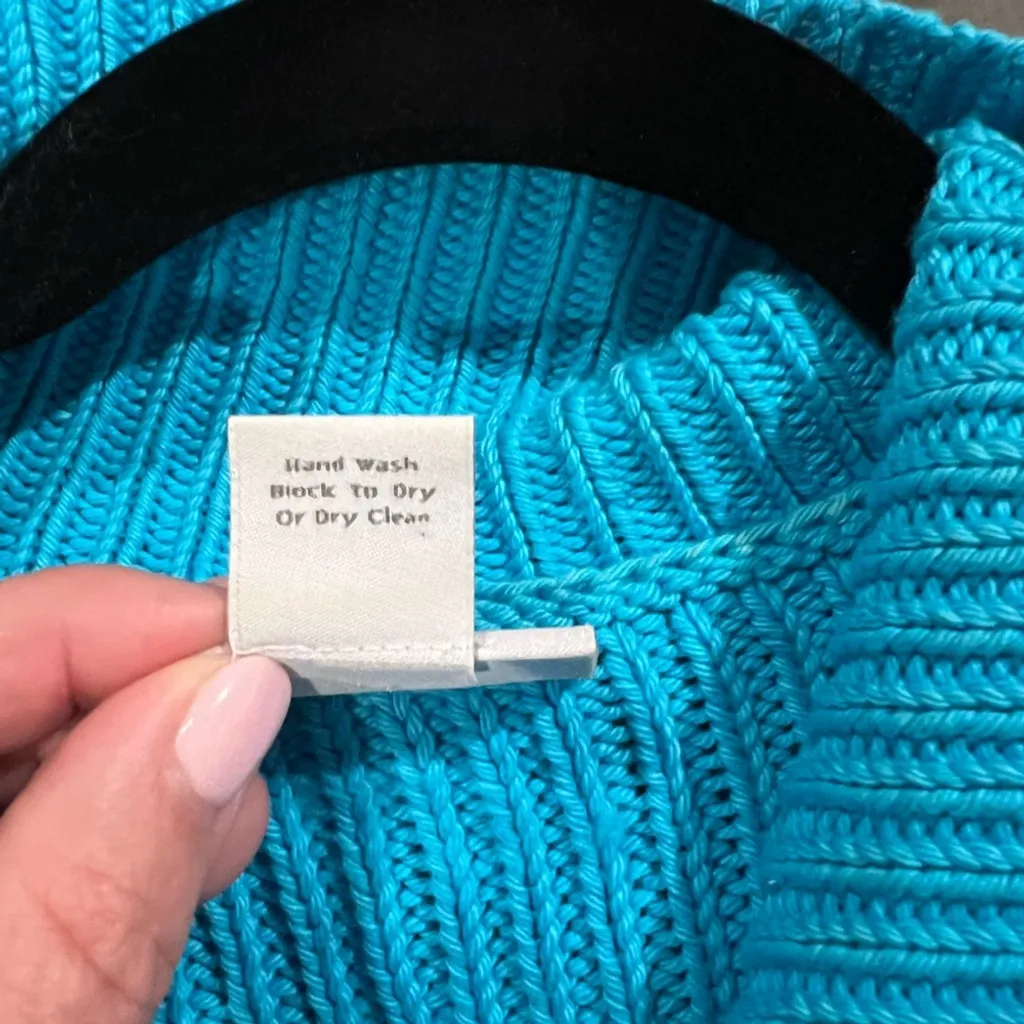 Hand Wash
Block To Dry
Or Dry Clean